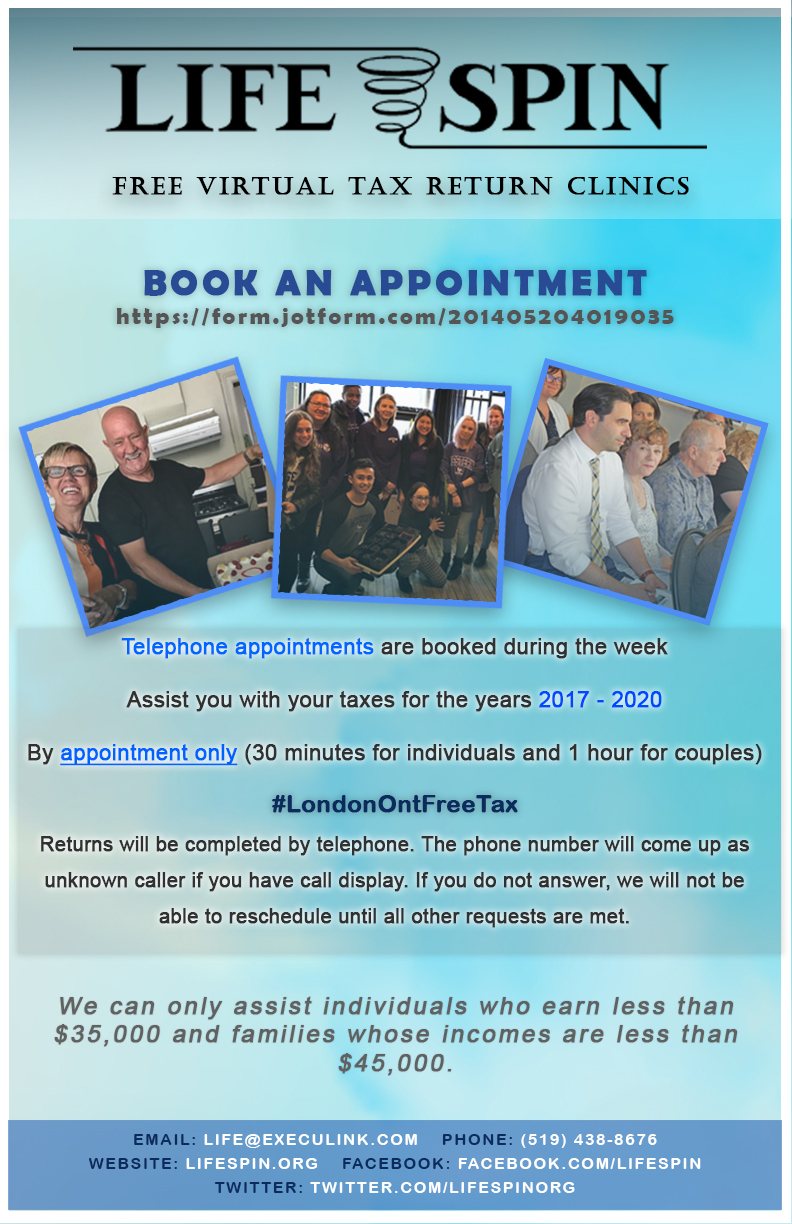 LIFE SPIN
FREE VIRTUAL TAX RETURN CLINICS
BOOK AN APPOINTMENT
https://form.jotform.com/201405204019035
Telephone appointments are booked during the week
Assist you with your taxes for the years 2017 - 2020
By appointment only (30 minutes for individuals and 1 hour for couples)
#LondonOntFreeTax
Returns will be completed by telephone. The phone number will come up as
unknown caller if you have call display. If you do not answer, we will not be
able to reschedule until all other requests are met.
We can only assist individuals who earn less than
$35,000 and families whose incomes are less than
$45,000.
EMAIL: LIFE@EXECULINK.COM PHONE: (519) 438-8676
WEBSITE: LIFESPIN.ORG FACEBOOK: FACEBOOK.COM/LIFESPIN
TWITTER: TWITTER.COM/LIFESPINORG